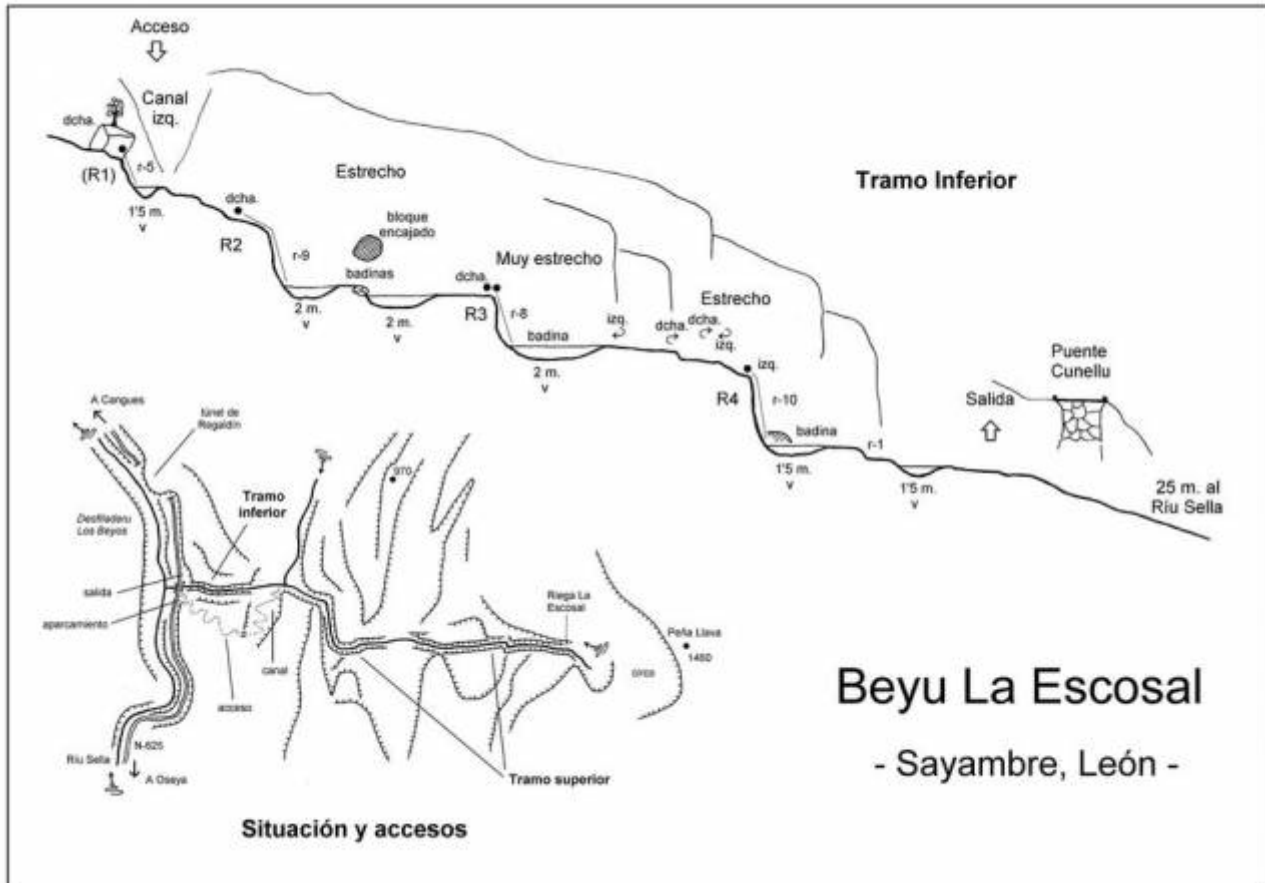 Acceso
Canal
izq.
dcha.
(R1)
r-5
1'5 m.
v
dcha.
R2
r-9
Estrecho
bloque
encajado
badinas
2 m.
v
2 m.
v
Muy estrecho
dcha.
R3
r-8
badina
2 m.
v
izq.
dcha.
Estrecho
dcha.
izq.
izq.
R4
r-10
badina
1'5 m.
v
r-1
1'5 m.
v
Tramo Inferior
Salida
Puente
Cunellu
25 m. al
Ríu Sella
A Cangues
túnel de
Regaldín
Desfiladeru
Los Beyos
Tramo
inferior
970
salida
aparcamiento
acceso
canal
Riega La
Escosal
Peña Llava
1460
circo
N-625
Ríu Sella
A Oseya
Tramo superior
Situación y accesos
Beyu La Escosal
- Sayambre, León -